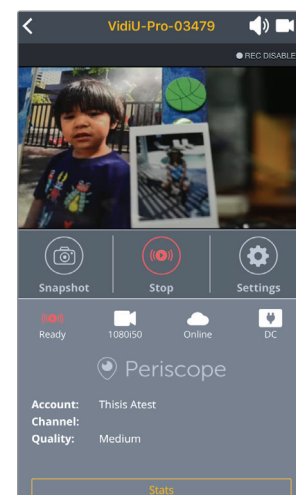 VidiU-Pro-03479
REC DISABLE
Snapshot
Stop
Settings
Ready
1080i50
Online
DC
Periscope
Account: Thisis Atest
Channel:
Quality: Medium
Stats